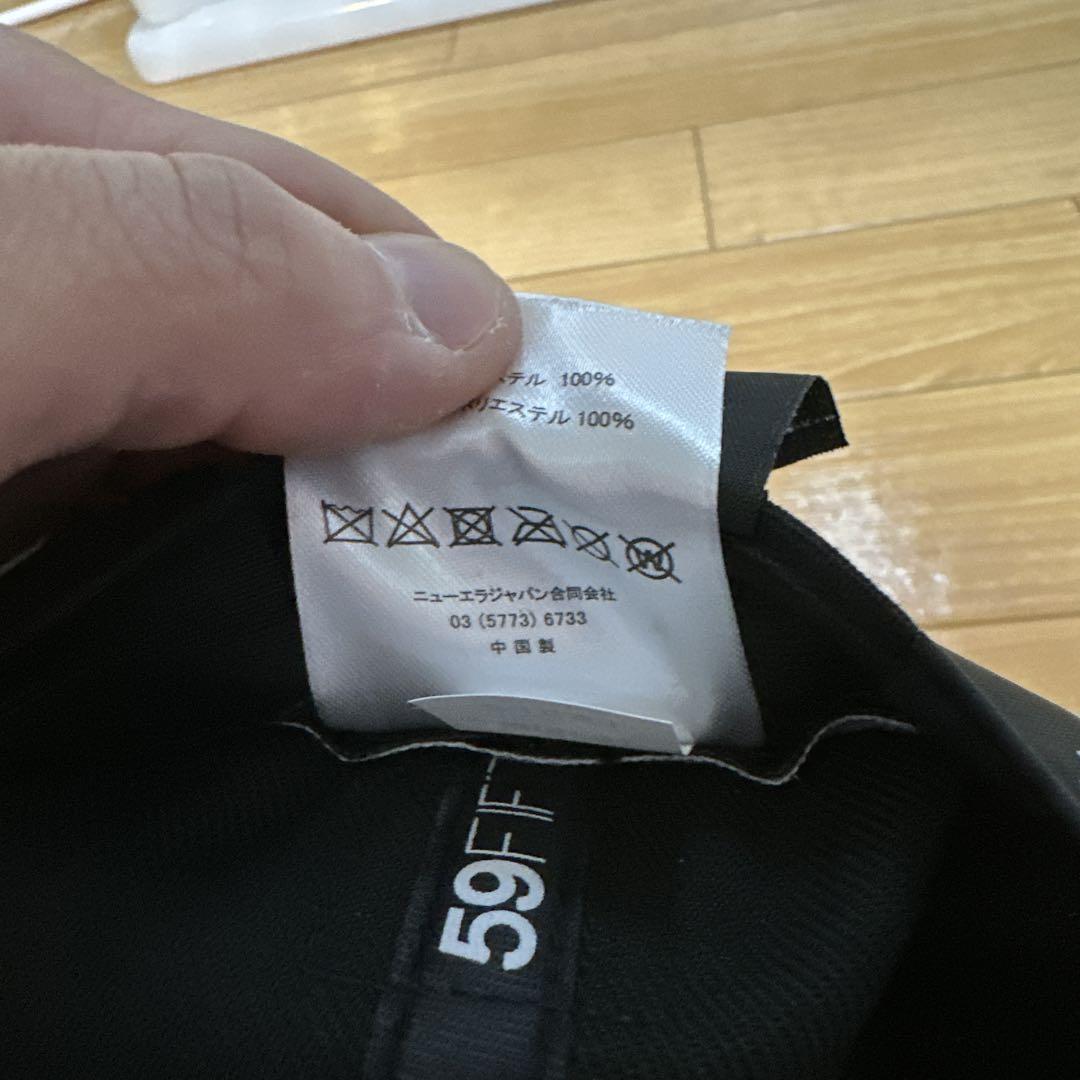 ステル 100%
ポリエステル 100%
W
ニューエラジャパン合同会社
03 (5773) 6733
中国製
59FIF